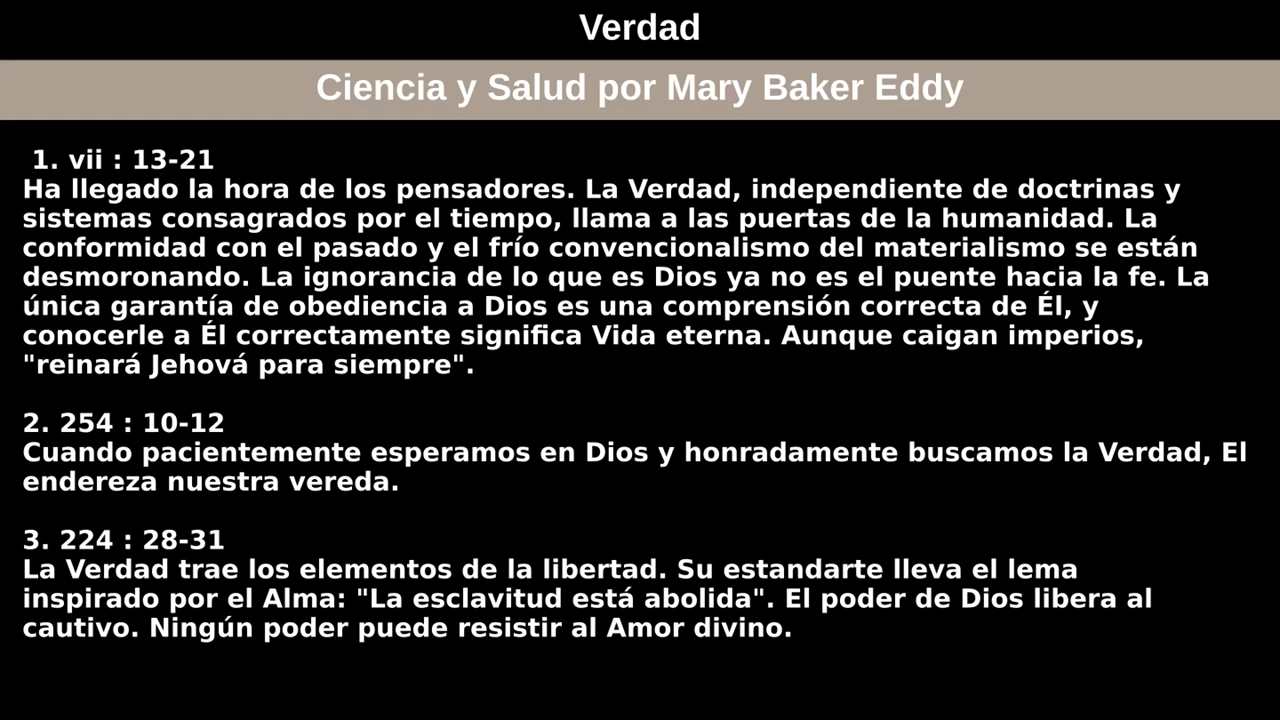 Verdad
Ciencia y Salud por Mary Baker Eddy
1. vii : 13-21
Ha llegado la hora de los pensadores. La Verdad, independiente de doctrinas y
sistemas consagrados por el tiempo, llama a las puertas de la humanidad. La
conformidad con el pasado y el frío convencionalismo del materialismo se están
desmoronando. La ignorancia de lo que es Dios ya no es el puente hacia la fe. La
única garantía de obediencia a Dios es una comprensión correcta de Él, y
conocerle a Él correctamente significa Vida eterna. Aunque caigan imperios,
"reinará Jehová para siempre".
2. 254 : 10-12
Cuando pacientemente esperamos en Dios y honradamente buscamos la Verdad, El
endereza nuestra vereda.
3. 224 : 28-31
La Verdad trae los elementos de la libertad. Su estandarte lleva el lema
inspirado por el Alma: "La esclavitud está abolida". El poder de Dios libera al
cautivo. Ningún poder puede resistir al Amor divino.